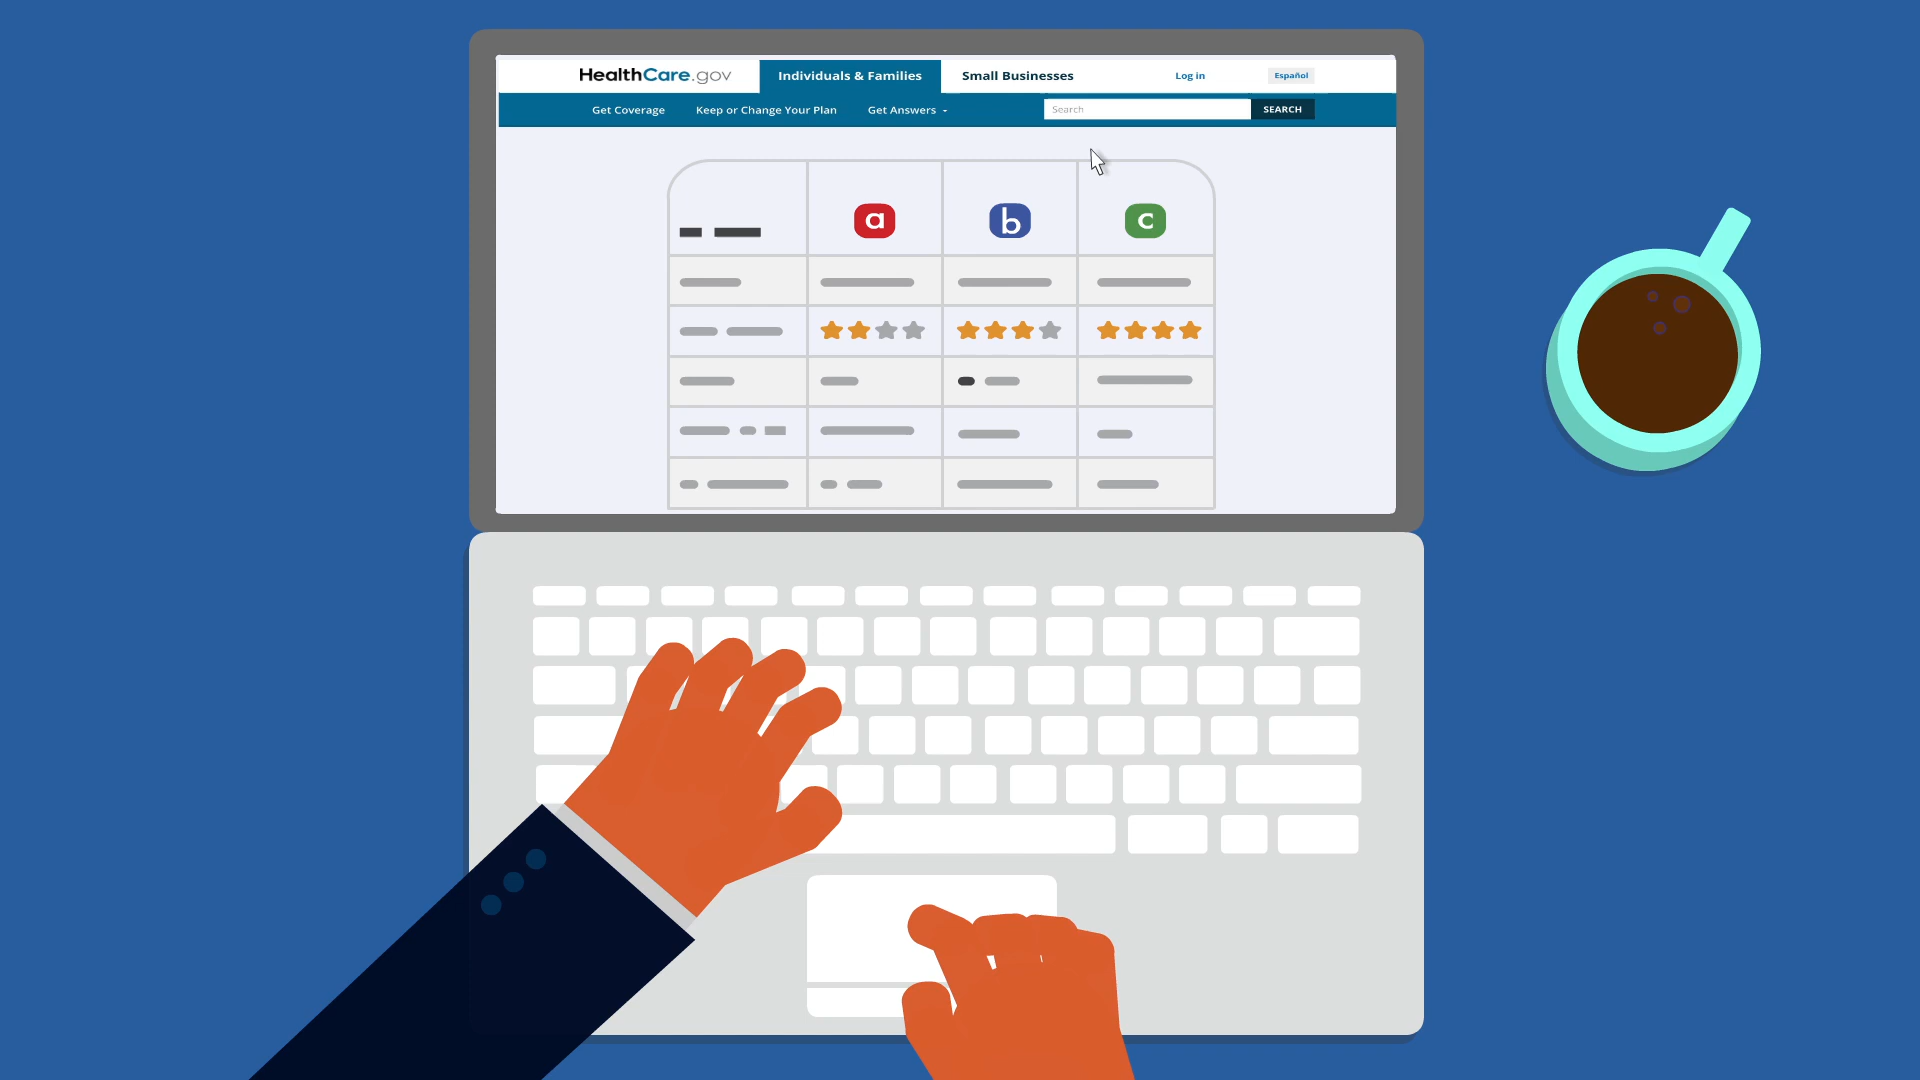 HealthCare.gov Individuals & Families Small Businesses Log in Español
Get Coverage Keep or Change Your Plan Get Answers Search SEARCH
a b c